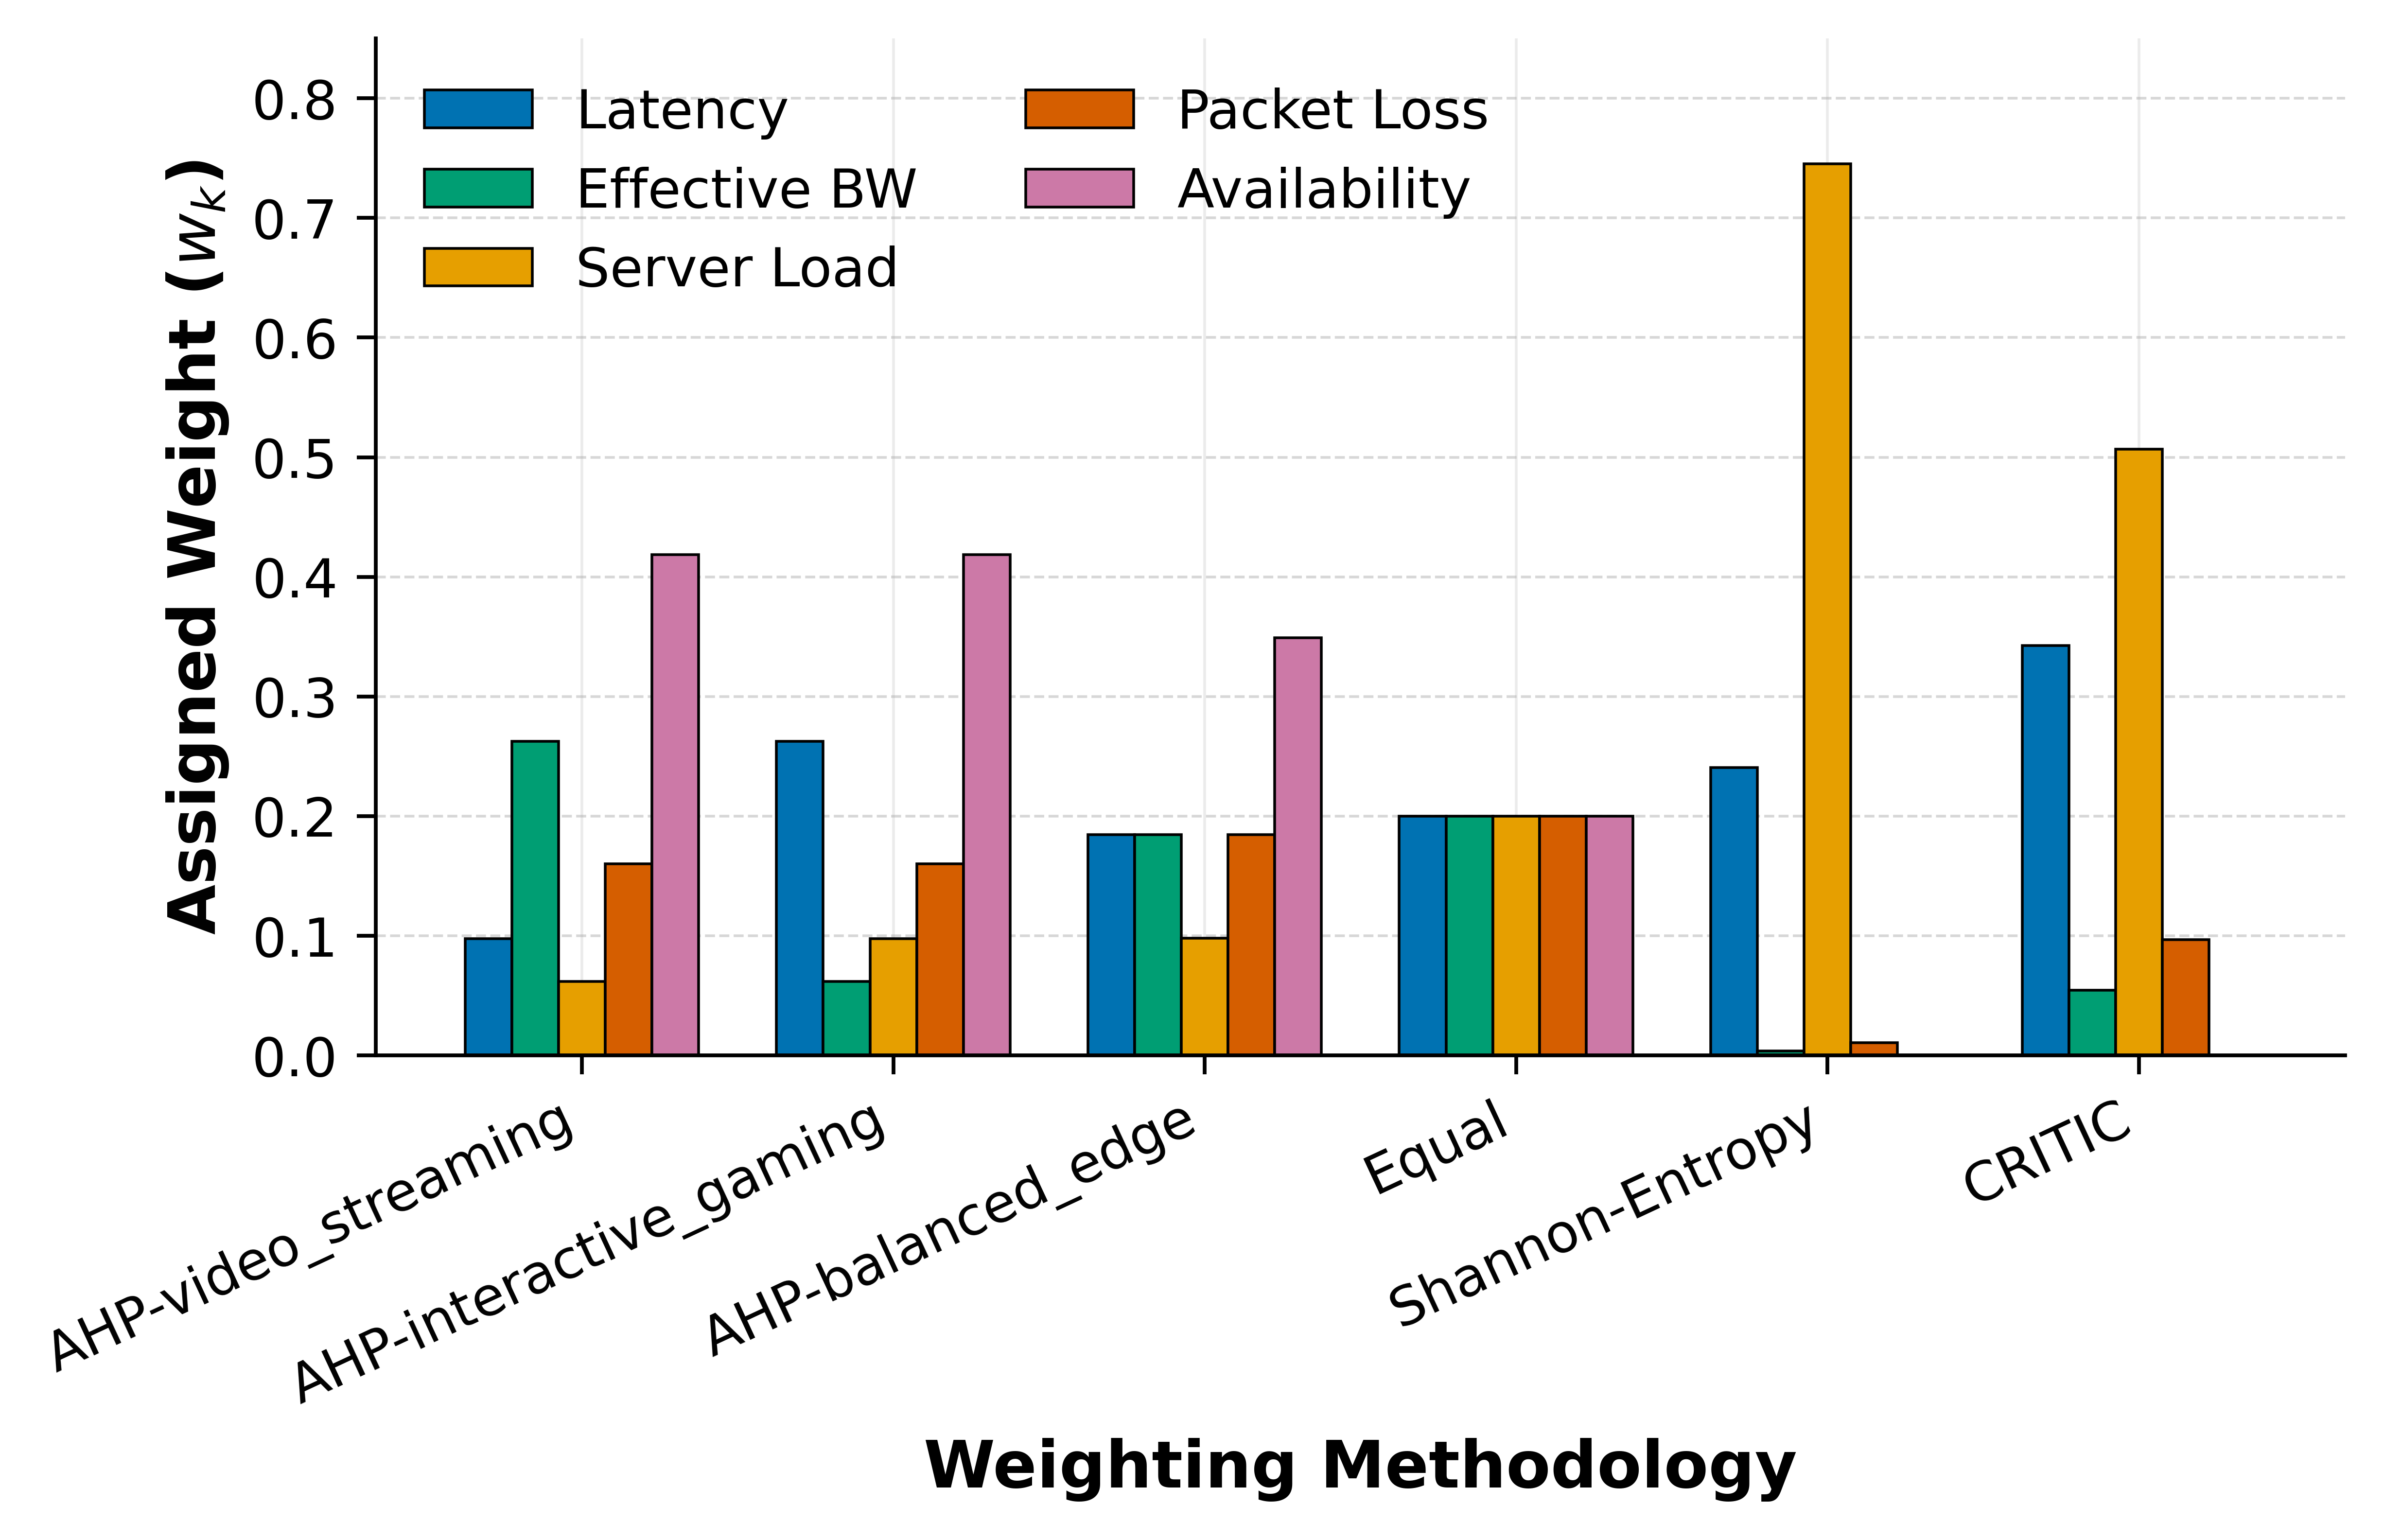 Assigned Weight (wₖ)
0.8
0.7
0.6
0.5
0.4
0.3
0.2
0.1
0.0
Latency
Effective BW
Server Load
Packet Loss
Availability
AHP-video_streaming
AHP-interactive_gaming
AHP-balanced_edge
Equal
Shannon-Entropy
CRITIC
Weighting Methodology